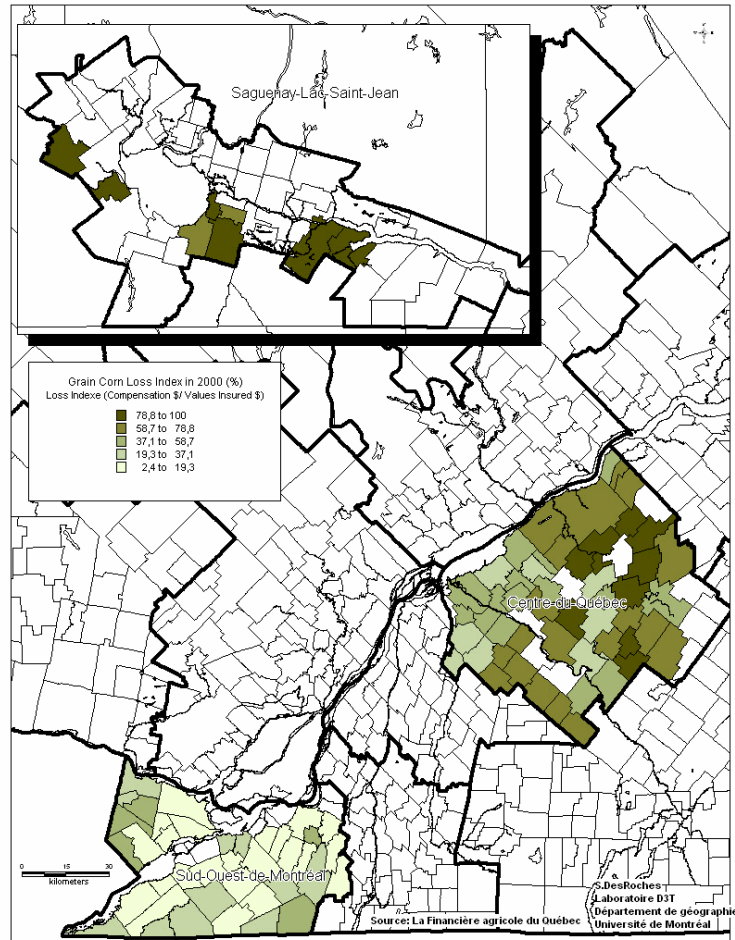 Saguenay-Lac-Saint-Jean
Grain Corn Loss Index in 2000 (%)
Loss Indexe (Compensation $/ Values Insured $)
78,8 to 100
58,7 to 78,8
37,1 to 58,7
19,3 to 37,1
2,4 to 19,3
Centre-du-Québec
Sud-Ouest-de-Montréal
0 15 30
kilometers
Source: La Financière agricole du Québec
S.DesRoches
Laboratoire D3T
Département de géographie
Université de Montréal